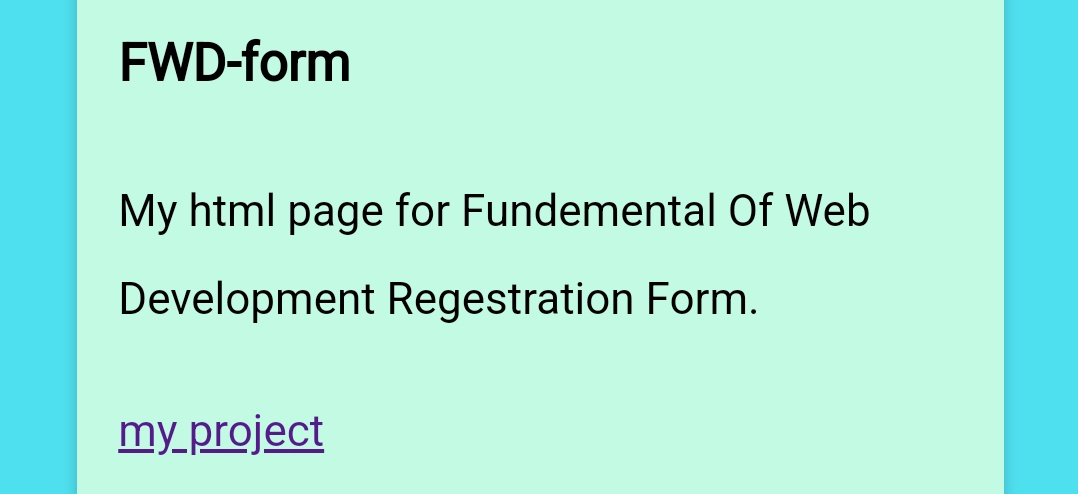 FWD-form
My html page for Fundemental Of Web
Development Regestration Form.
my project